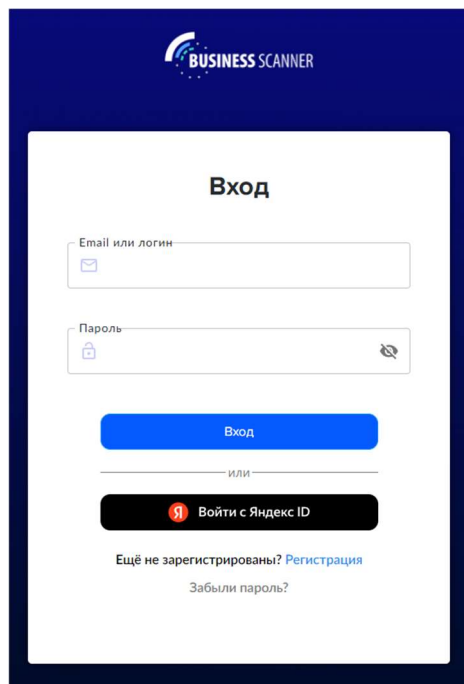 BUSINESS SCANNER
Вход
Email или логин
Пароль
Вход
или
Я Войти с Яндекс ID
Ещё не зарегистрированы? Регистрация
Забыли пароль?